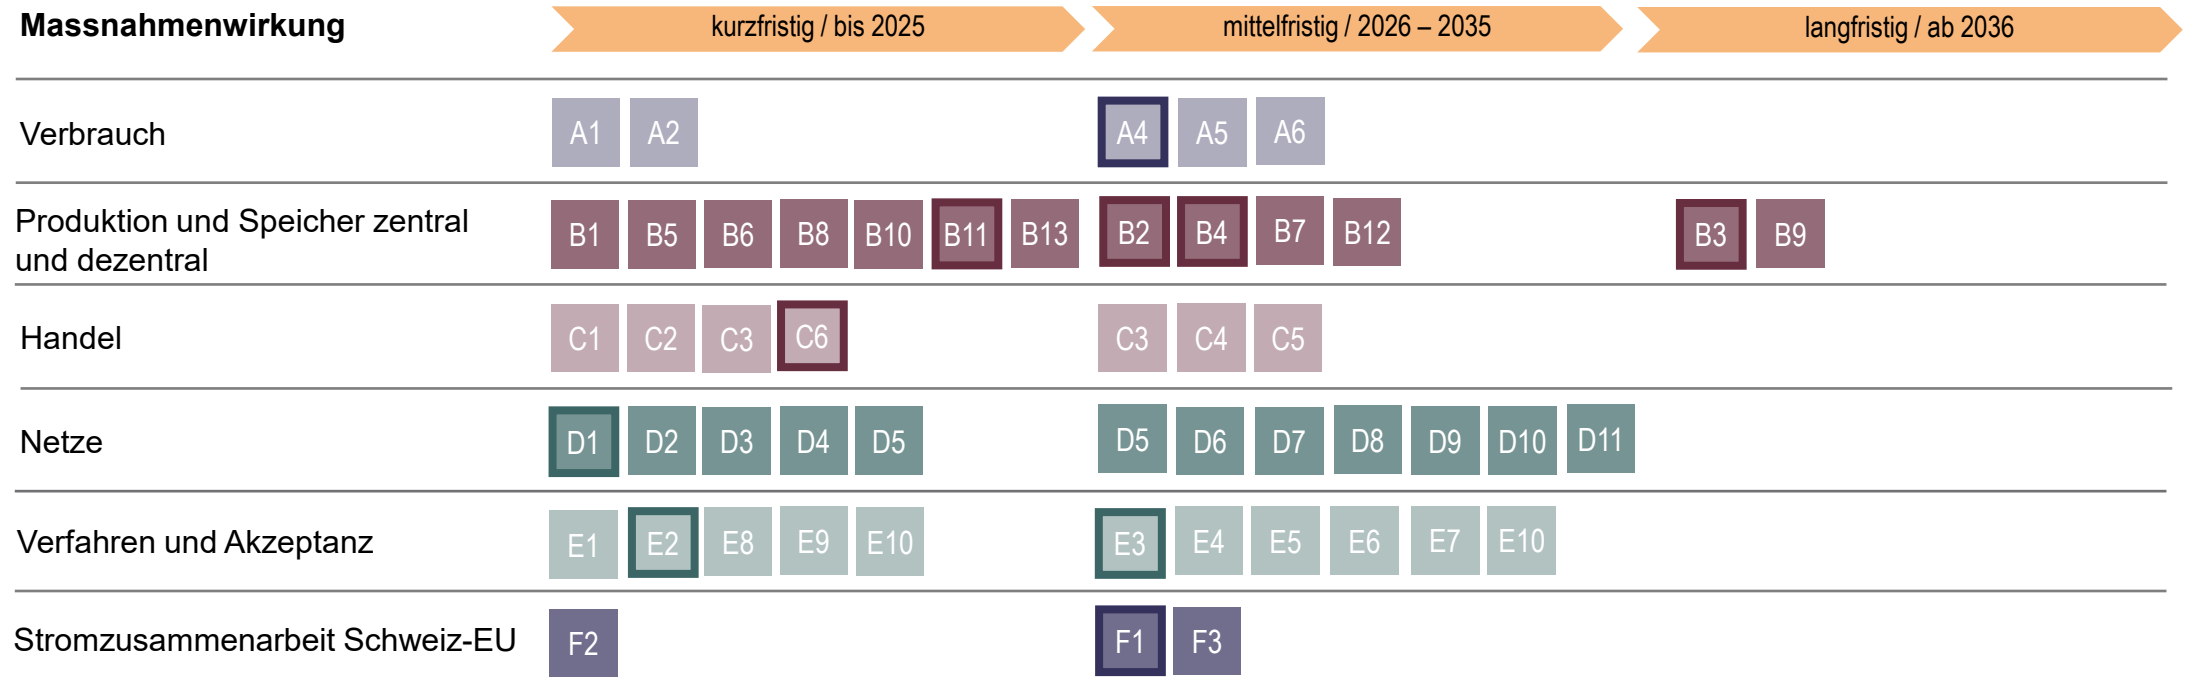 Massnahmenwirkung kurzfristig / bis 2025 mittelfristig / 2026 – 2035 langfristig / ab 2036
Verbrauch A1 A2 A4 A5 A6
Produktion und Speicher zentral
und dezentral B1 B5 B6 B8 B10 B11 B13 B2 B4 B7 B12 B3 B9
Handel C1 C2 C3 C6 C3 C4 C5
Netze D1 D2 D3 D4 D5 D5 D6 D7 D8 D9 D10 D11
Verfahren und Akzeptanz E1 E2 E8 E9 E10 E3 E4 E5 E6 E7 E10
Stromzusammenarbeit Schweiz-EU F2 F1 F3